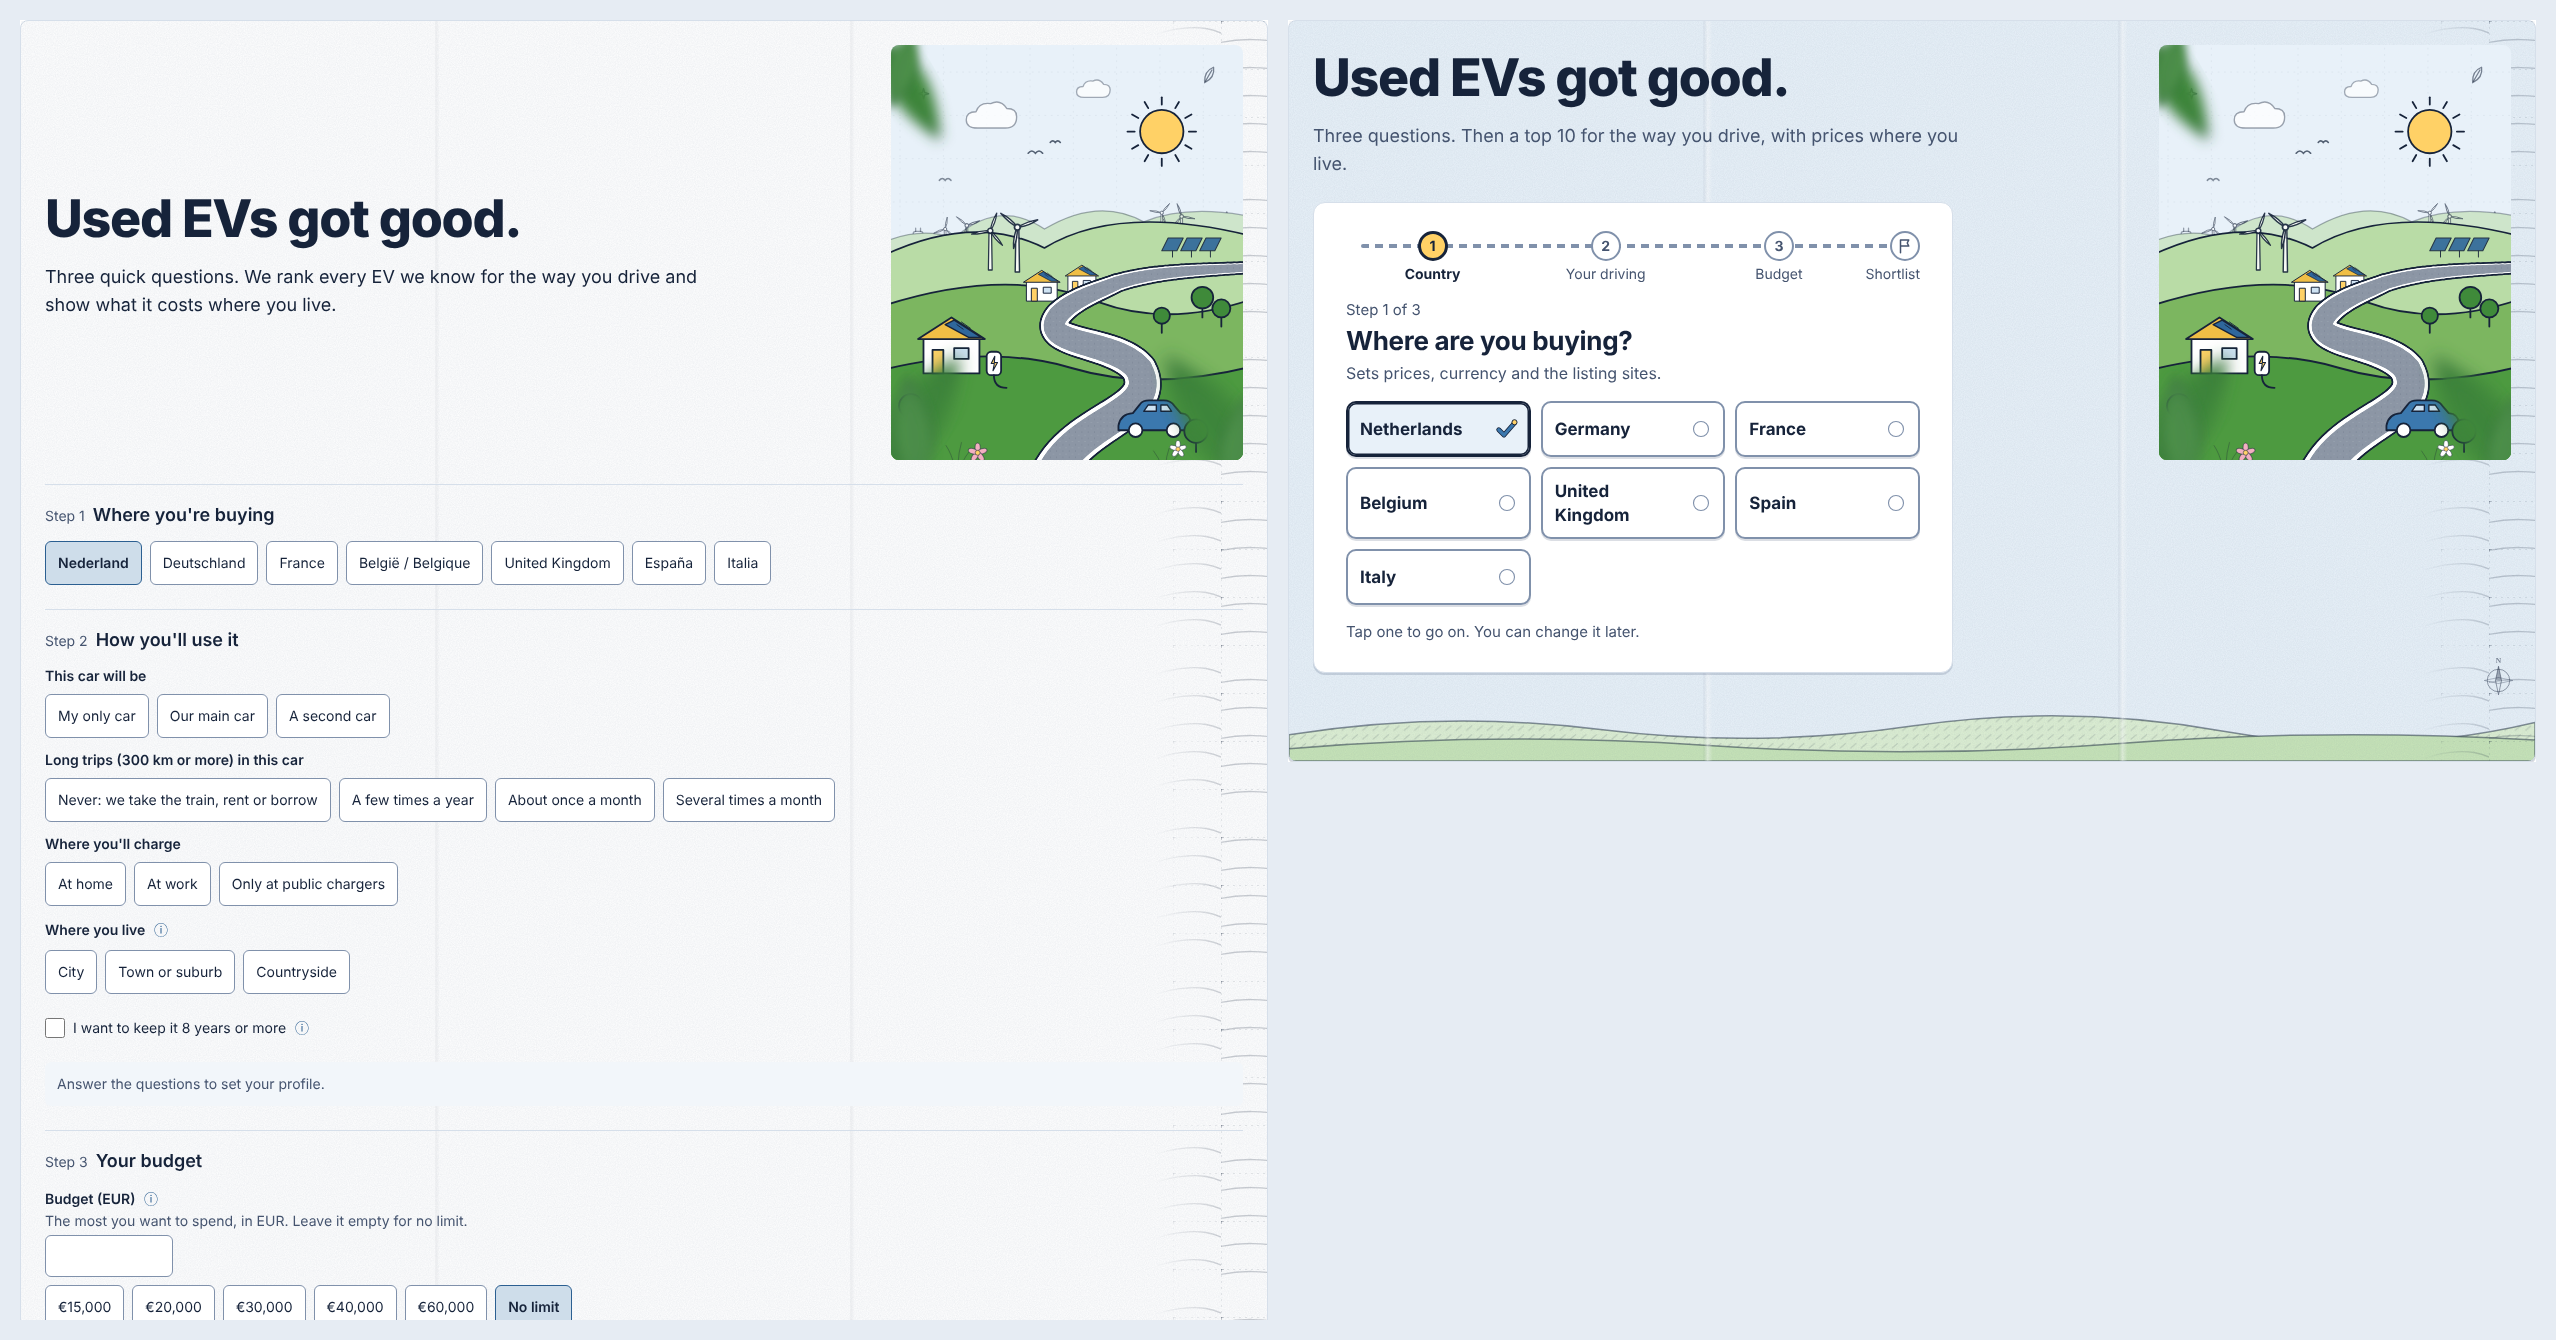 Used EVs got good.
Three quick questions. We rank every EV we know for the way you drive and
show what it costs where you live.
Step 1 Where you're buying
Nederland Deutschland France België / Belgique United Kingdom España Italia
Step 2 How you'll use it
This car will be
My only car Our main car A second car
Long trips (300 km or more) in this car
Never: we take the train, rent or borrow A few times a year About once a month Several times a month
Where you'll charge
At home At work Only at public chargers
Where you live
City Town or suburb Countryside
I want to keep it 8 years or more
Answer the questions to set your profile.
Step 3 Your budget
Budget (EUR)
The most you want to spend, in EUR. Leave it empty for no limit.
€15,000 €20,000 €30,000 €40,000 €60,000 No limit
Used EVs got good.
Three questions. Then a top 10 for the way you drive, with prices where you
live.
1 2 3
Country Your driving Budget Shortlist
Step 1 of 3
Where are you buying?
Sets prices, currency and the listing sites.
Netherlands Germany France
Belgium United Kingdom Spain
Italy
Tap one to go on. You can change it later.
N